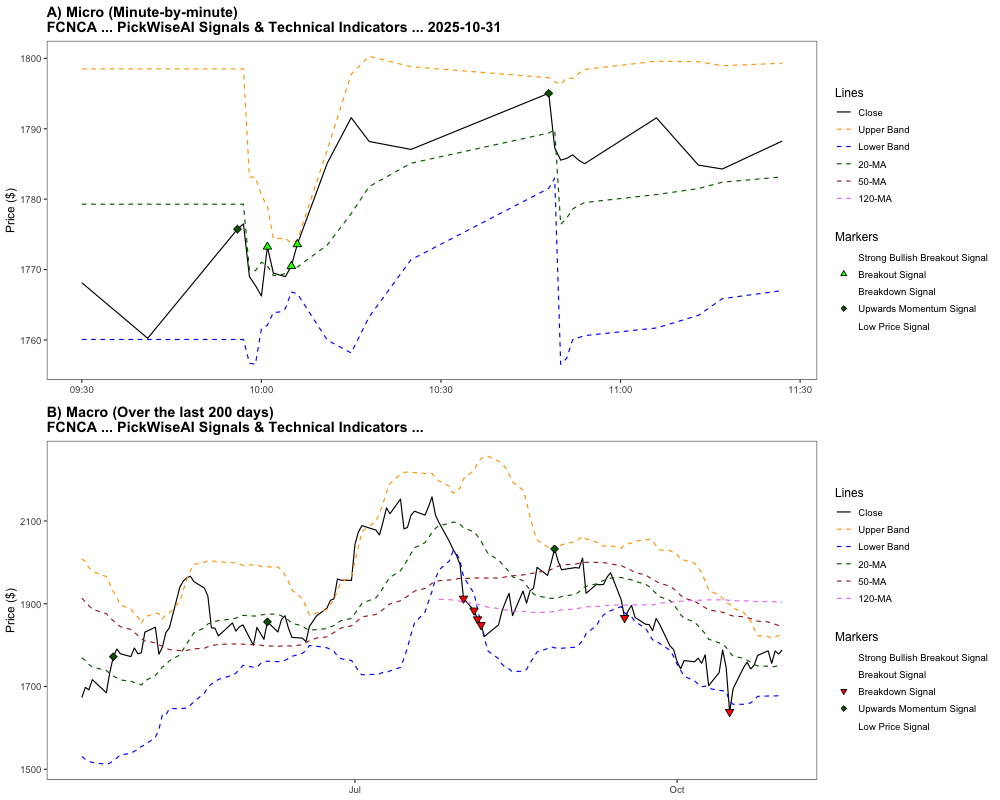 A) Micro (Minute-by-minute)
FCNCA ... PickWiseAI Signals & Technical Indicators ... 2025-10-31
Price ($)
1800
1790
1780
1770
1760
09:30
10:00
10:30
11:00
11:30
Lines
Close
Upper Band
Lower Band
20-MA
50-MA
120-MA
Markers
Strong Bullish Breakout Signal
Breakout Signal
Breakdown Signal
Upwards Momentum Signal
Low Price Signal
B) Macro (Over the last 200 days)
FCNCA ... PickWiseAI Signals & Technical Indicators ...
Price ($)
2100
1900
1700
1500
Jul
Oct
Lines
Close
Upper Band
Lower Band
20-MA
50-MA
120-MA
Markers
Strong Bullish Breakout Signal
Breakout Signal
Breakdown Signal
Upwards Momentum Signal
Low Price Signal